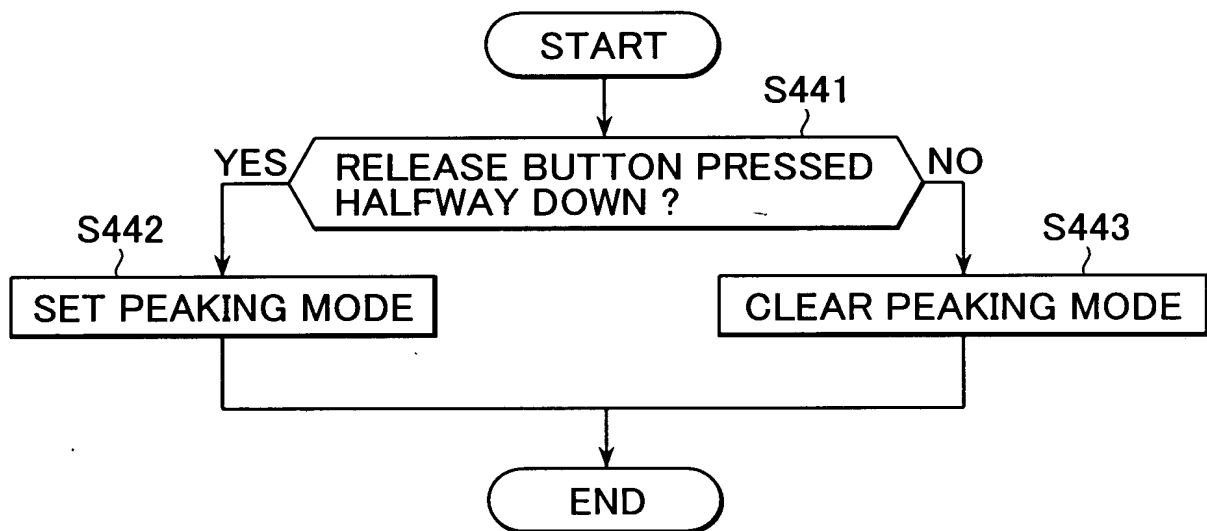 START
S441
YES
RELEASE BUTTON PRESSED
HALFWAY DOWN ?
NO
S442
S443
SET PEAKING MODE
CLEAR PEAKING MODE
END